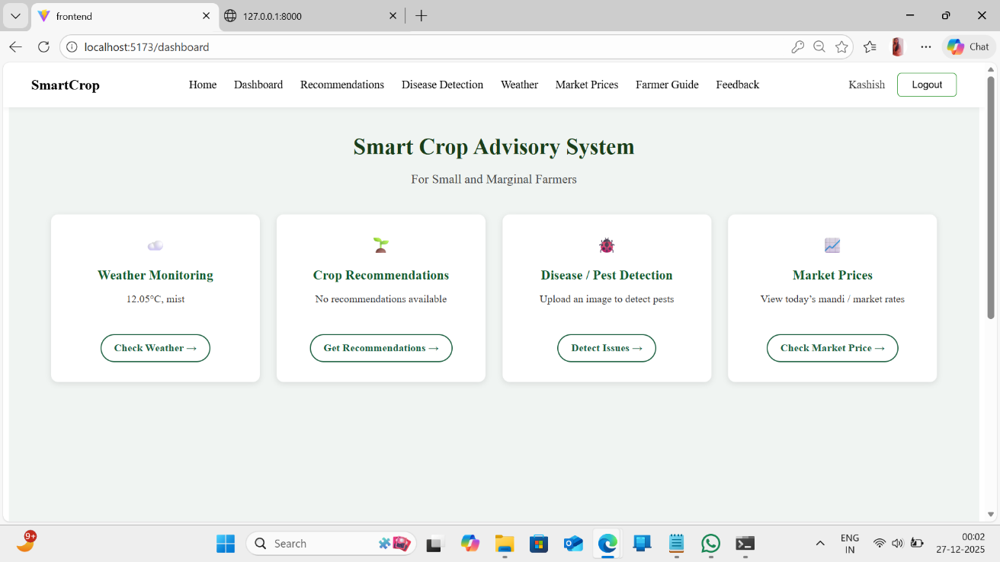 frontend
127.0.0.1:8000
localhost:5173/dashboard
Chat
SmartCrop Home Dashboard Recommendations Disease Detection Weather Market Prices Farmer Guide Feedback Kashish Logout
Smart Crop Advisory System
For Small and Marginal Farmers
Weather Monitoring
12.05°C, mist
Check Weather →
Crop Recommendations
No recommendations available
Get Recommendations →
Disease / Pest Detection
Upload an image to detect pests
Detect Issues →
Market Prices
View today’s mandi / market rates
Check Market Price →
9+
Search
ENG
IN
00:02
27-12-2025